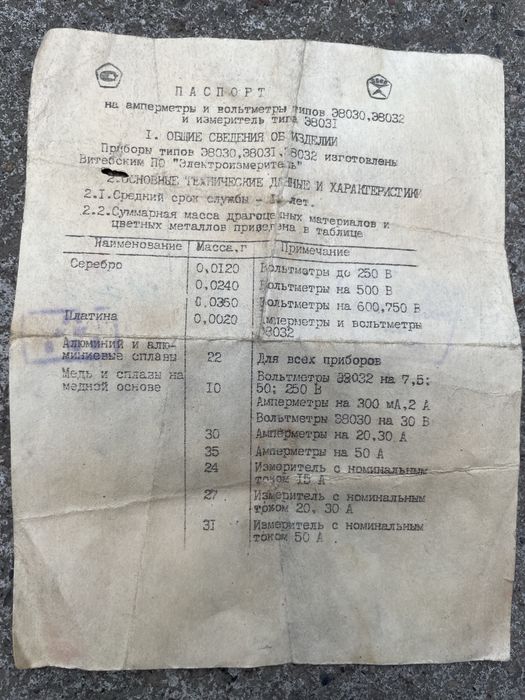 ПАСПОРТ
на амперметры и вольтметры типов Э8030,Э8032
и измеритель типа Э8031
I. ОБЩИЕ СВЕДЕНИЯ ОБ ИЗДЕЛИИ
Приборы типов Э8030,Э8031,Э8032 изготовлены
Витебским ПО "Электроизмеритель"
2.ОСНОВНЫЕ ТЕХНИЧЕСКИЕ ДАННЫЕ И ХАРАКТЕРИСТИКИ
2.I.Средний срок службы - лет.
2.2.Суммарная масса драгоценных материалов и
цветных металлов приведена в таблице
Наименование Масса,г Примечание
Серебро 0,0I20 Вольтметры до 250 В
0,0240 Вольтметры на 500 В
0,0360 Вольтметры на 600,750 В
Платина 0,0020 Амперметры и вольтметры
Э8032
Алюминий и алю-
миниевые сплавы 22 Для всех приборов
Медь и сплавы на Вольтметры Э8032 на 7,5;
медной основе I0 50; 250 В
Амперметры на 300 мА,2 А
Вольтметры Э8030 на 30 В
30 Амперметры на 20,30 А
35 Амперметры на 50 А
24 Измеритель с номинальным
током I5 А
27 Измеритель с номинальным
током 20, 30 А
3I Измеритель с номинальным
током 50 А